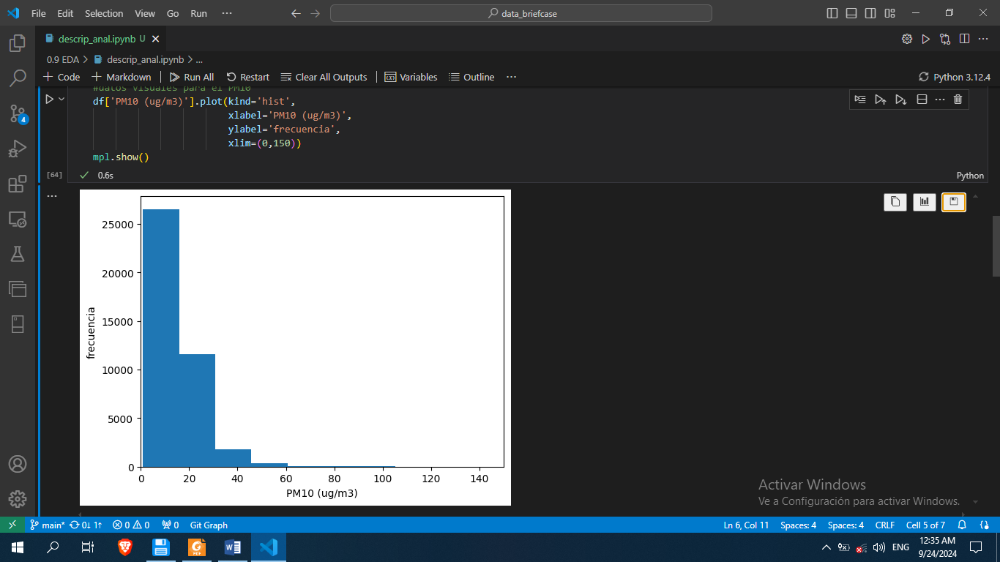 File Edit Selection View Go Run ···
data_briefcase
descrip_anal.ipynb U
0.9 EDA > descrip_anal.ipynb > ...
Code Markdown Run All Restart Clear All Outputs Variables Outline ··· Python 3.12.4
#datos visuales para el PM10
df['PM10 (ug/m3)'].plot(kind='hist',
xlabel='PM10 (ug/m3)',
ylabel='frecuencia',
xlim=(0,150))
mpl.show()
[64] 0.6s Python
25000
20000
15000
10000
5000
0
frecuencia
0 20 40 60 80 100 120 140
PM10 (ug/m3)
4
Activar Windows
Ve a Configuración para activar Windows.
main* 0↓ 1↑ 0 0 0 Git Graph Ln 6, Col 11 Spaces: 4 Spaces: 4 CRLF Cell 5 of 7
PDF W ENG 12:35 AM
9/24/2024